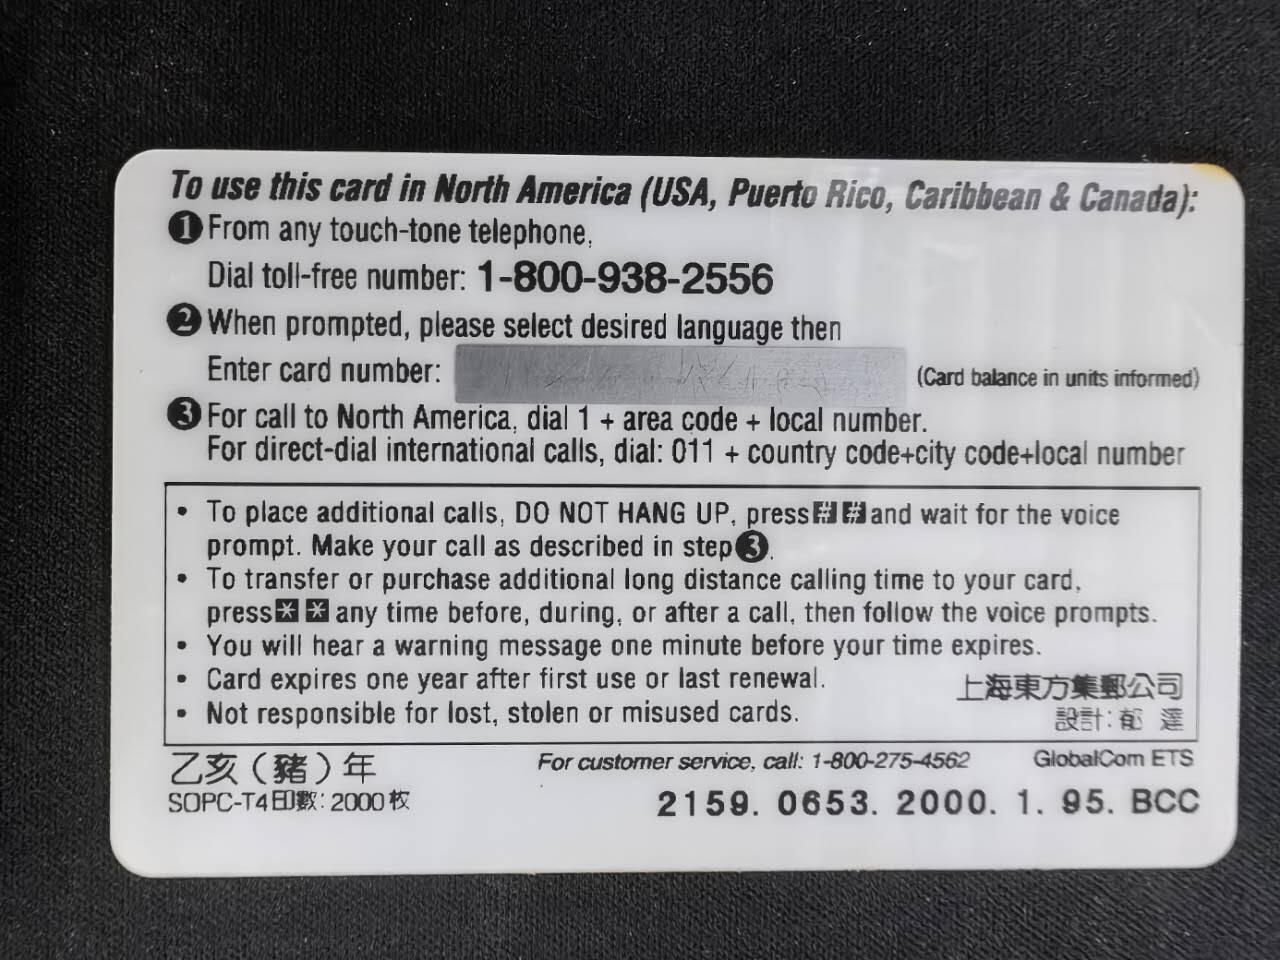 To use this card in North America (USA, Puerto Rico, Caribbean & Canada):
❶ From any touch-tone telephone,
Dial toll-free number: 1-800-938-2556
❷ When prompted, please select desired language then
Enter card number: (Card balance in units informed)
❸ For call to North America, dial 1 + area code + local number.
For direct-dial international calls, dial: 011 + country code+city code+local number
• To place additional calls, DO NOT HANG UP, press # # and wait for the voice
prompt. Make your call as described in step ❸.
• To transfer or purchase additional long distance calling time to your card,
press * * any time before, during, or after a call, then follow the voice prompts.
• You will hear a warning message one minute before your time expires.
• Card expires one year after first use or last renewal.
• Not responsible for lost, stolen or misused cards.
上海東方集郵公司
設計:郁 達
乙亥(豬)年
For customer service, call: 1-800-275-4562
GlobalCom ETS
SOPC-T4印數:2000枚
2159. 0653. 2000. 1. 95. BCC